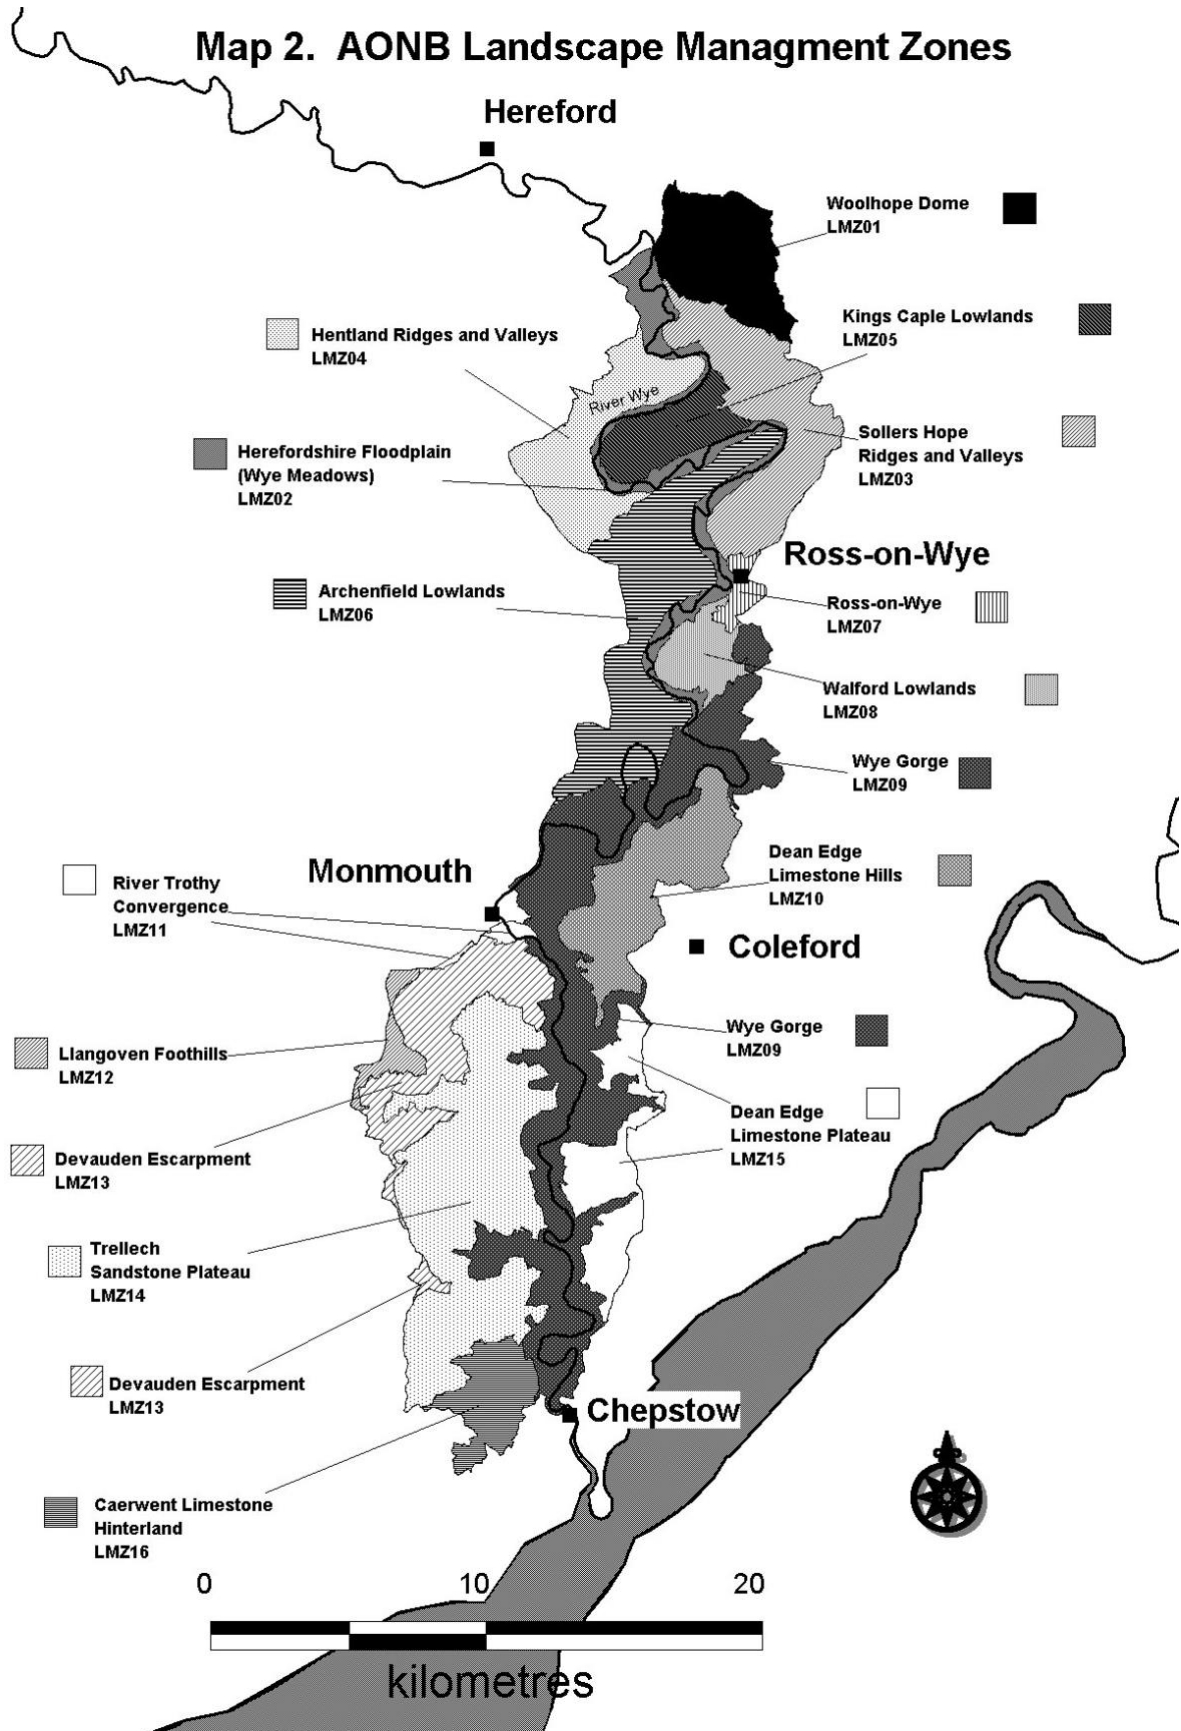 Map 2. AONB Landscape Managment Zones
Hereford
Woolhope Dome
LMZ01
Kings Caple Lowlands
LMZ05
Hentland Ridges and Valleys
LMZ04
River Wye
Sollers Hope
Ridges and Valleys
LMZ03
Herefordshire Floodplain
(Wye Meadows)
LMZ02
Ross-on-Wye
Archenfield Lowlands
LMZ06
Ross-on-Wye
LMZ07
Walford Lowlands
LMZ08
Wye Gorge
LMZ09
Monmouth
Dean Edge
Limestone Hills
LMZ10
River Trothy
Convergence
LMZ11
Coleford
Wye Gorge
LMZ09
Llangoven Foothills
LMZ12
Dean Edge
Limestone Plateau
LMZ15
Devauden Escarpment
LMZ13
Trellech
Sandstone Plateau
LMZ14
Devauden Escarpment
LMZ13
Chepstow
Caerwent Limestone
Hinterland
LMZ16
0 10 20
kilometres